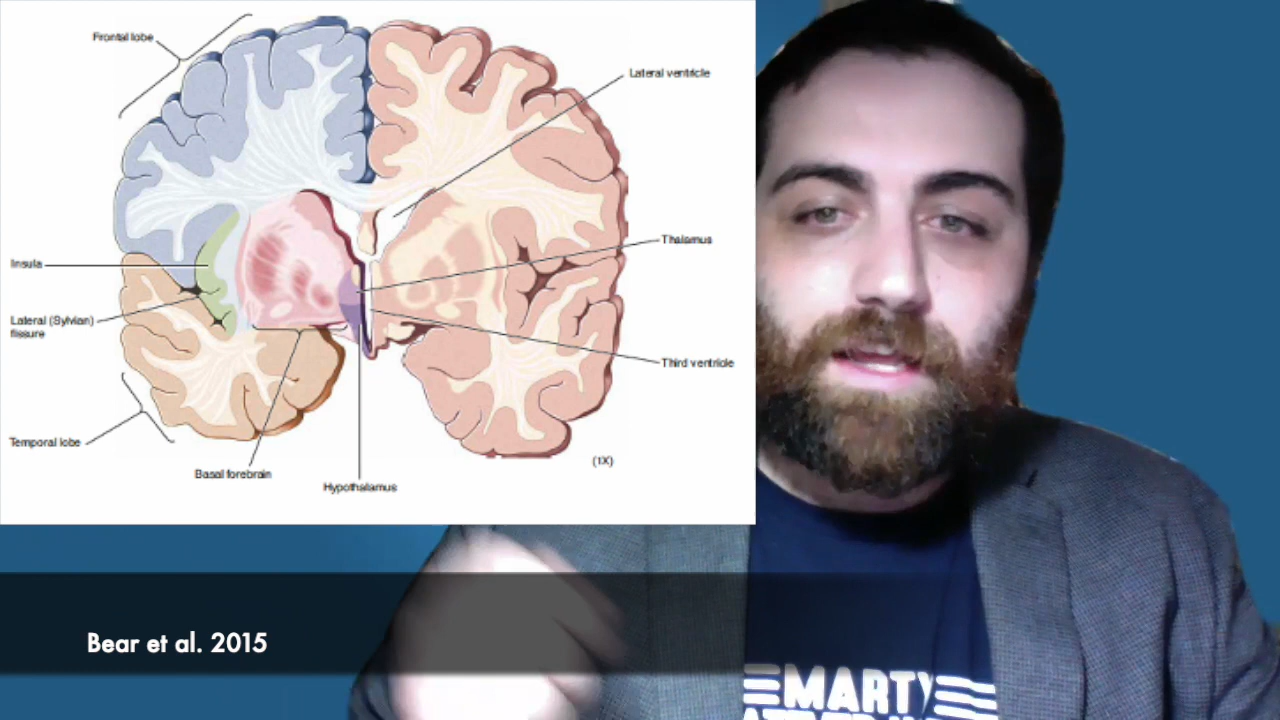 Frontal lobe
Lateral ventricle
Thalamus
Insula
Lateral (Sylvian)
fissure
Third ventricle
Temporal lobe
(1X)
Basal forebrain
Hypothalamus
Bear et al. 2015
MARTY